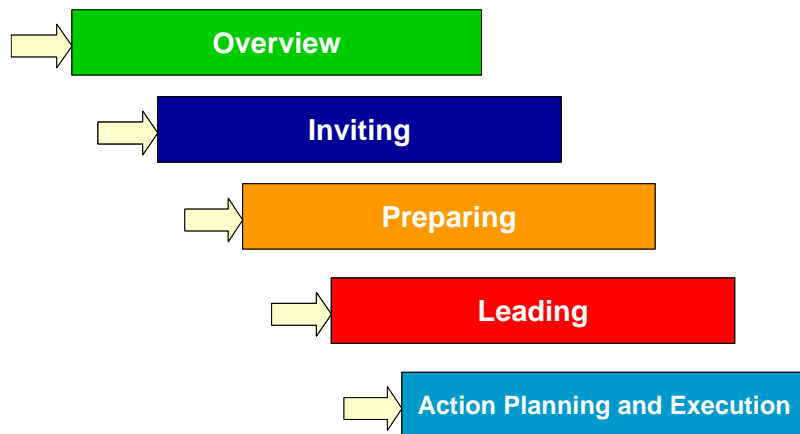 Overview
Inviting
Preparing
Leading
Action Planning and Execution